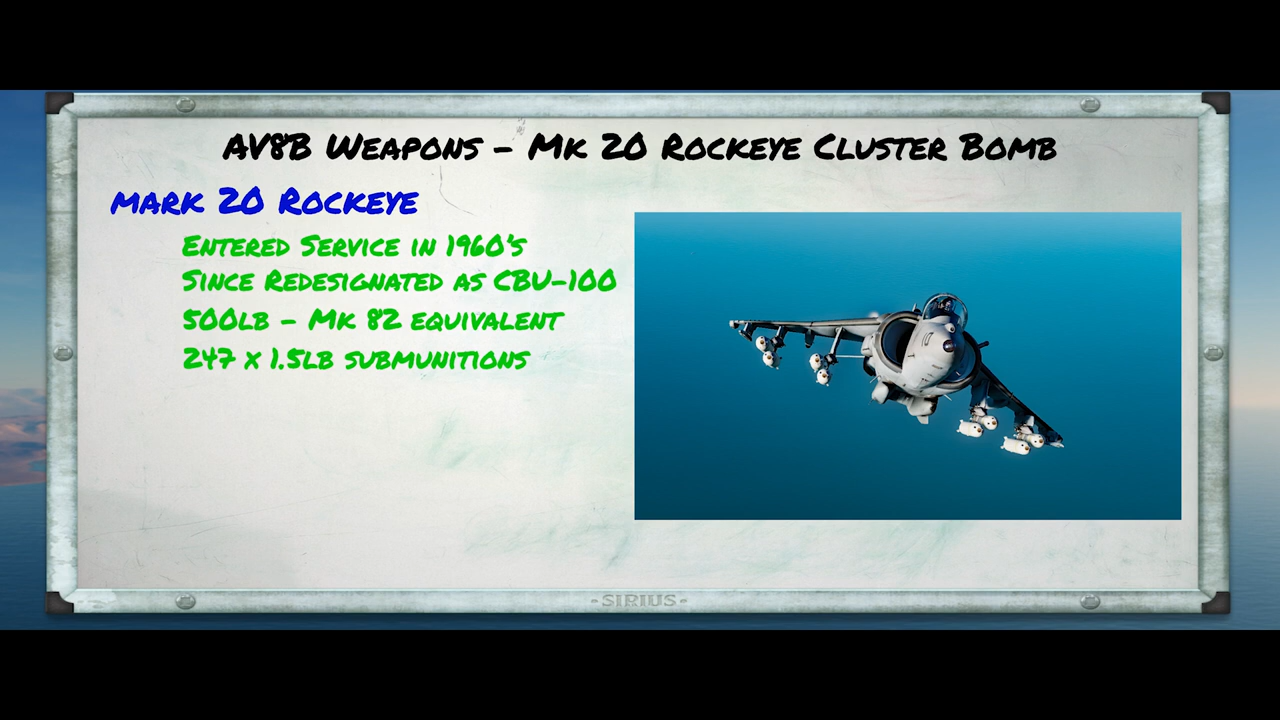 AV8B Weapons – Mk 20 Rockeye Cluster Bomb
mark 20 Rockeye
Entered Service in 1960's
Since Redesignated as CBU-100
500lb – Mk 82 equivalent
247 x 1.5lb submunitions
-SIRIUS-